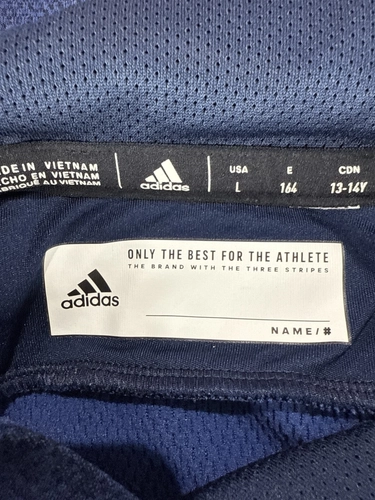 DE IN VIETNAM
CHO EN VIETNAM
BRIQUÉ AU VIETNAM
adidas
USA
L
E
164
CDN
13-14Y
ONLY THE BEST FOR THE ATHLETE
THE BRAND WITH THE THREE STRIPES
adidas
NAME/#